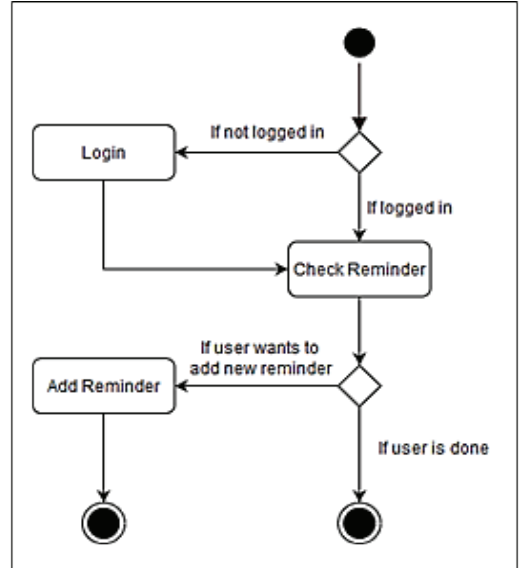 If not logged in
Login
If logged in
Check Reminder
If user wants to
add new reminder
Add Reminder
If user is done